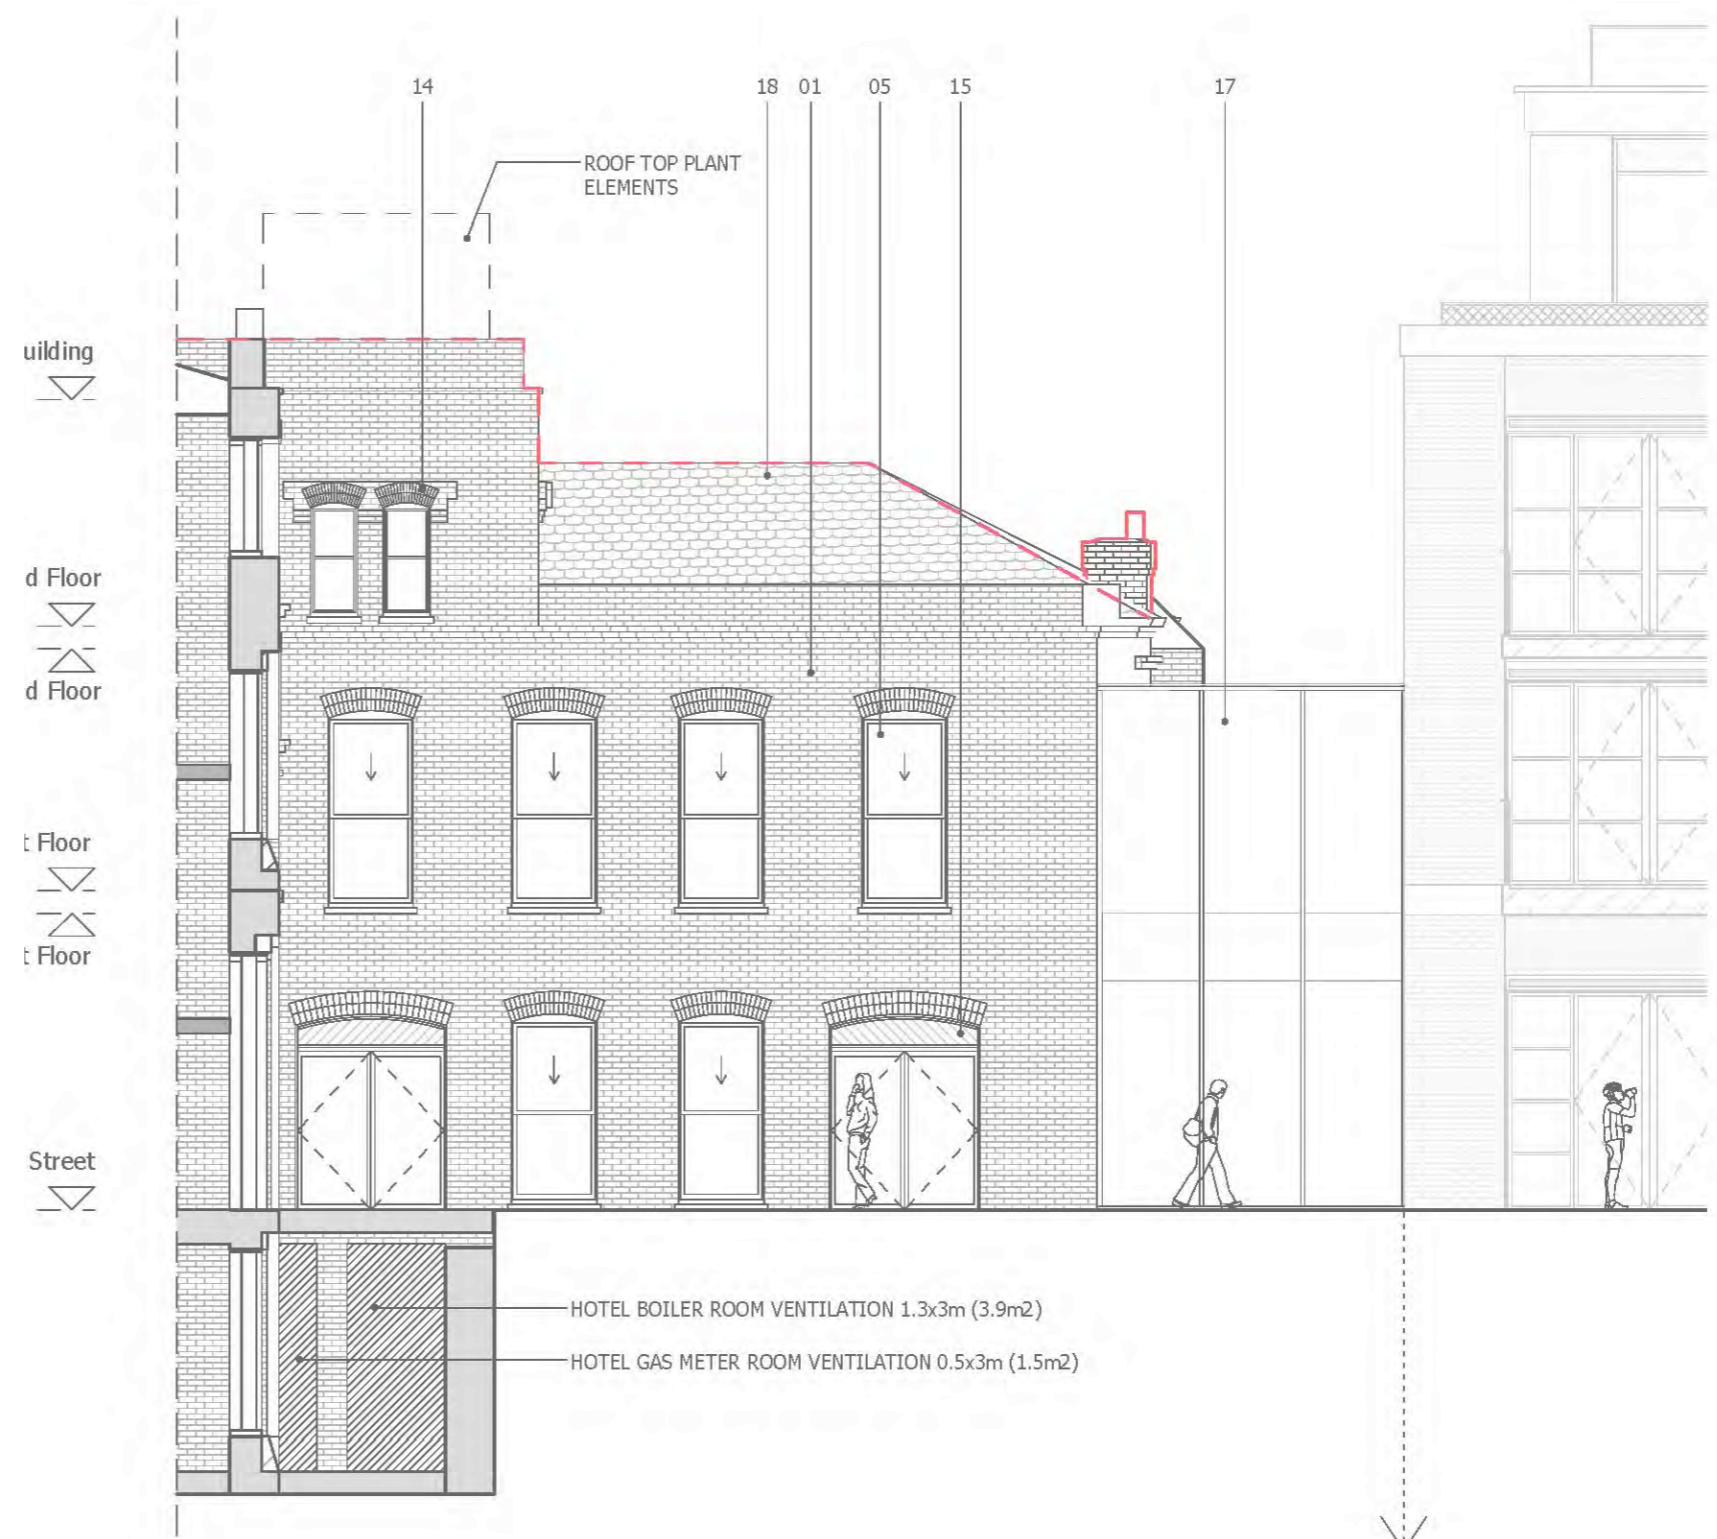 14
18 01 05 15 17
ROOF TOP PLANT
ELEMENTS
uilding
d Floor
d Floor
t Floor
t Floor
Street
HOTEL BOILER ROOM VENTILATION 1.3x3m (3.9m2)
HOTEL GAS METER ROOM VENTILATION 0.5x3m (1.5m2)